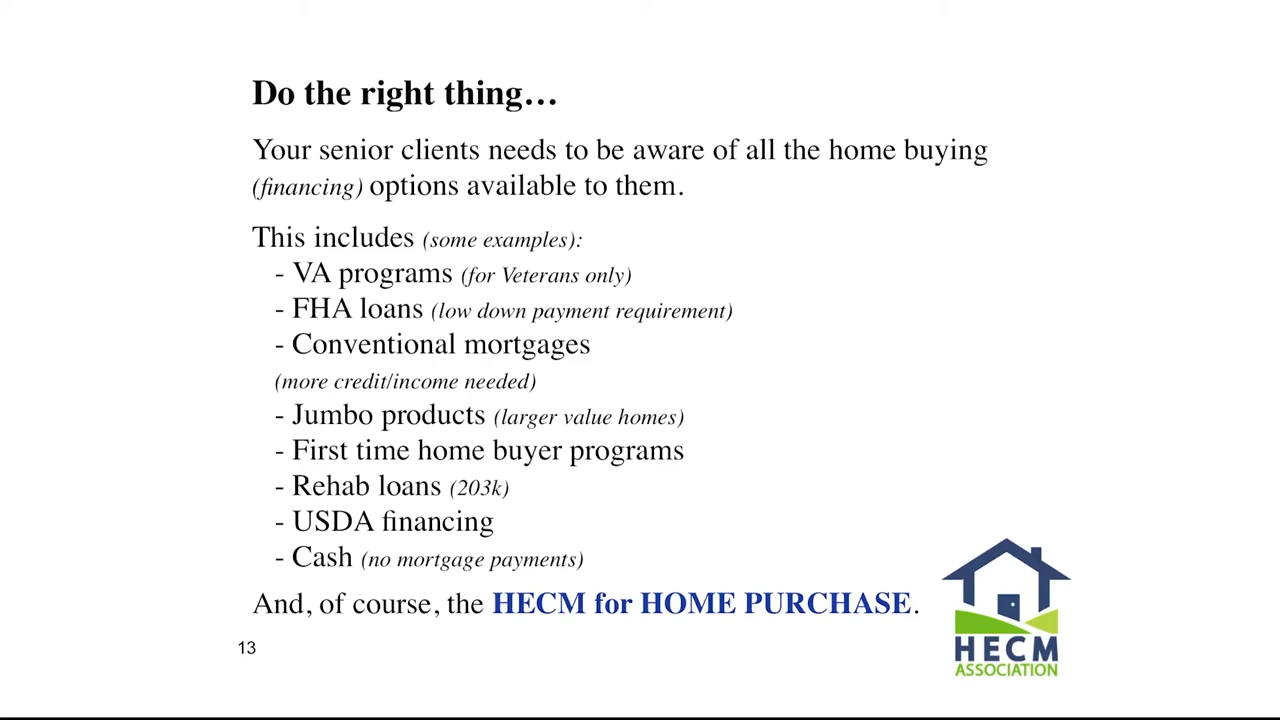 Do the right thing…
Your senior clients needs to be aware of all the home buying
(financing) options available to them.
This includes (some examples):
- VA programs (for Veterans only)
- FHA loans (low down payment requirement)
- Conventional mortgages
(more credit/income needed)
- Jumbo products (larger value homes)
- First time home buyer programs
- Rehab loans (203k)
- USDA financing
- Cash (no mortgage payments)
And, of course, the HECM for HOME PURCHASE.
13
HECM
ASSOCIATION